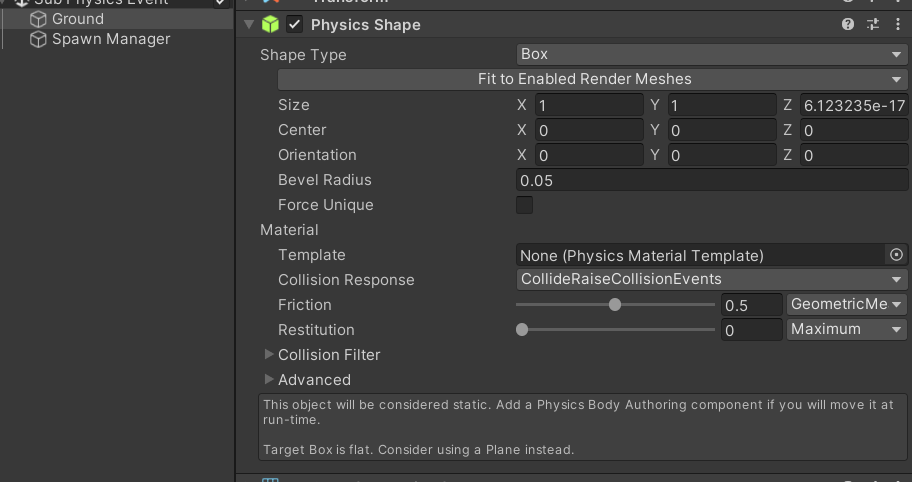 Sub Physics Event
Ground
Spawn Manager
Transform
Physics Shape
Shape Type
Box
Fit to Enabled Render Meshes
Size X 1 Y 1 Z 6.123235e-17
Center X 0 Y 0 Z 0
Orientation X 0 Y 0 Z 0
Bevel Radius 0.05
Force Unique
Material
Template None (Physics Material Template)
Collision Response CollideRaiseCollisionEvents
Friction 0.5 GeometricMe
Restitution 0 Maximum
Collision Filter
Advanced
This object will be considered static. Add a Physics Body Authoring component if you will move it at
run-time.
Target Box is flat. Consider using a Plane instead.